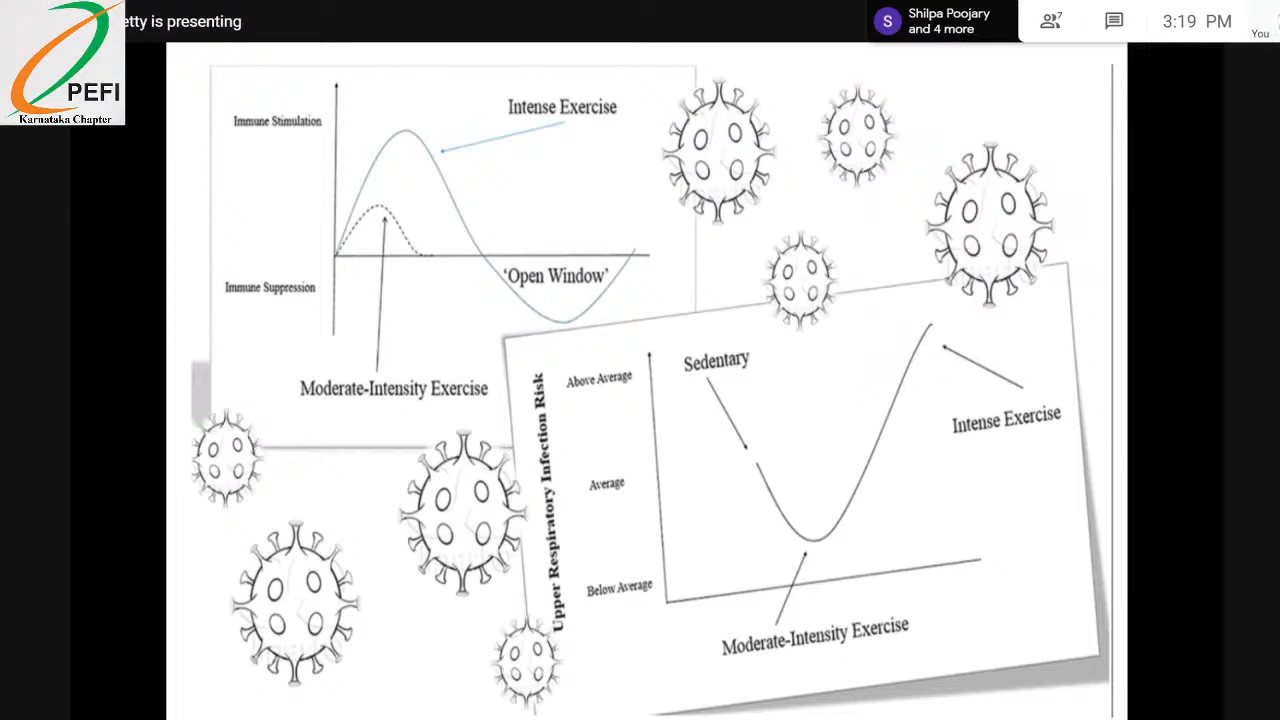 etty is presenting
Shilpa Poojary
and 4 more
S
7
3:19 PM
You
PEFI
Karnataka Chapter
Immune Stimulation
Intense Exercise
Immune Suppression
‘Open Window’
Moderate-Intensity Exercise
Upper Respiratory Infection Risk
Above Average
Sedentary
Intense Exercise
Average
Below Average
Moderate-Intensity Exercise